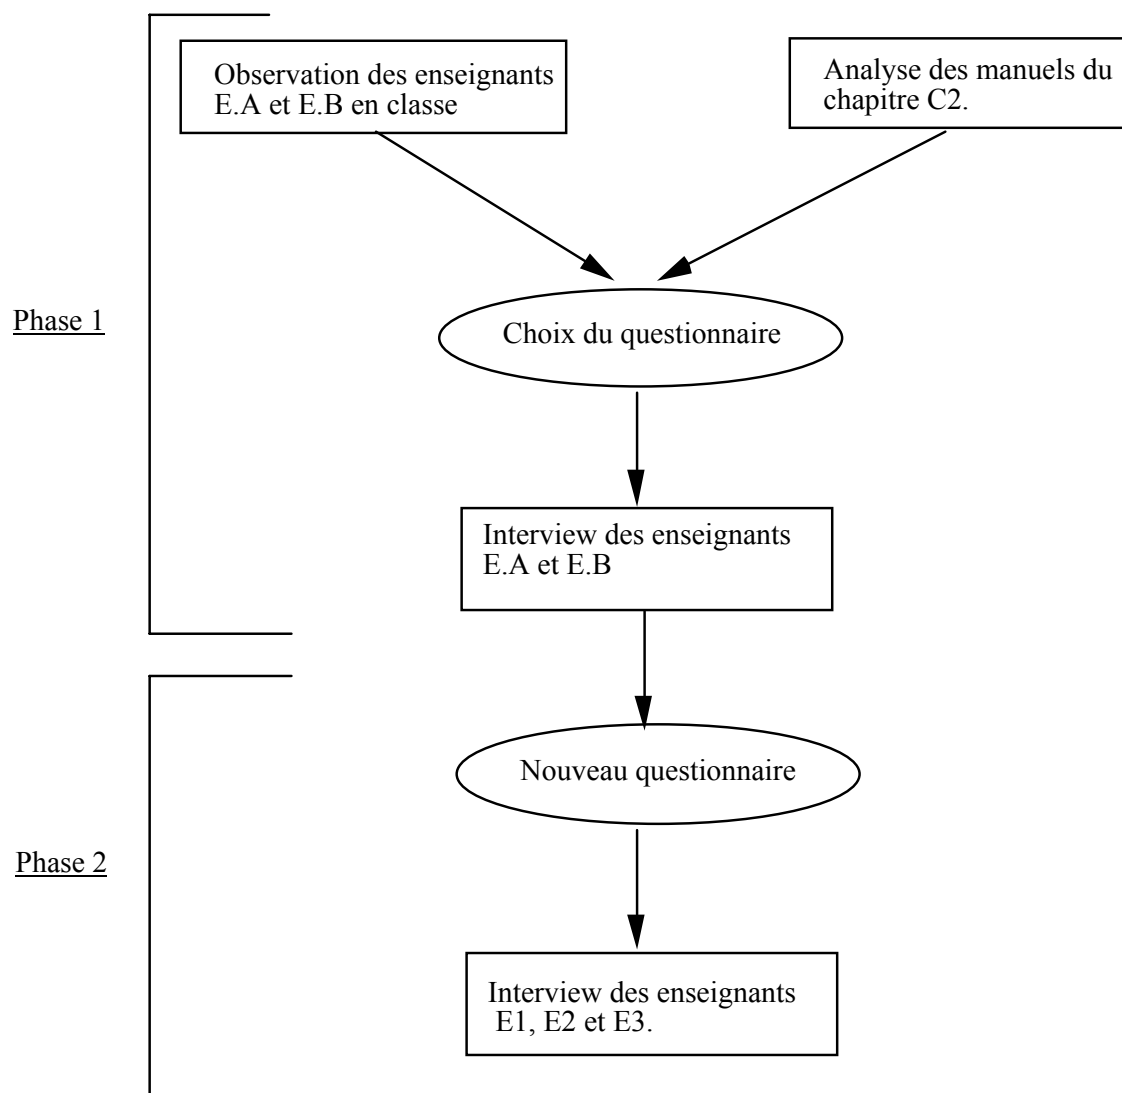 Observation des enseignants
E.A et E.B en classe
Analyse des manuels du
chapitre C2.
Phase 1
Choix du questionnaire
Interview des enseignants
E.A et E.B
Nouveau questionnaire
Phase 2
Interview des enseignants
E1, E2 et E3.